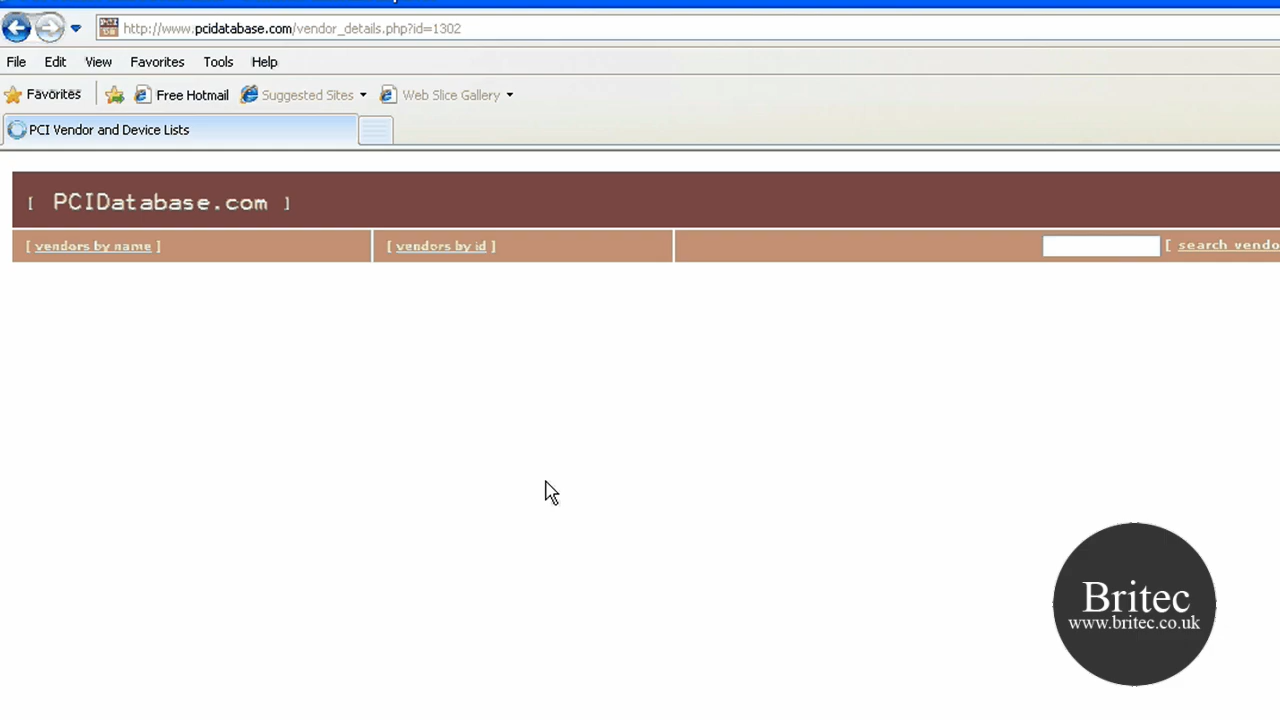 http://www.pcidatabase.com/vendor_details.php?id=1302
File Edit View Favorites Tools Help
Favorites Free Hotmail Suggested Sites Web Slice Gallery
PCI Vendor and Device Lists
[ PCIDatabase.com ]
[ vendors by name ] [ vendors by id ] [ search vendo
Britec
www.britec.co.uk